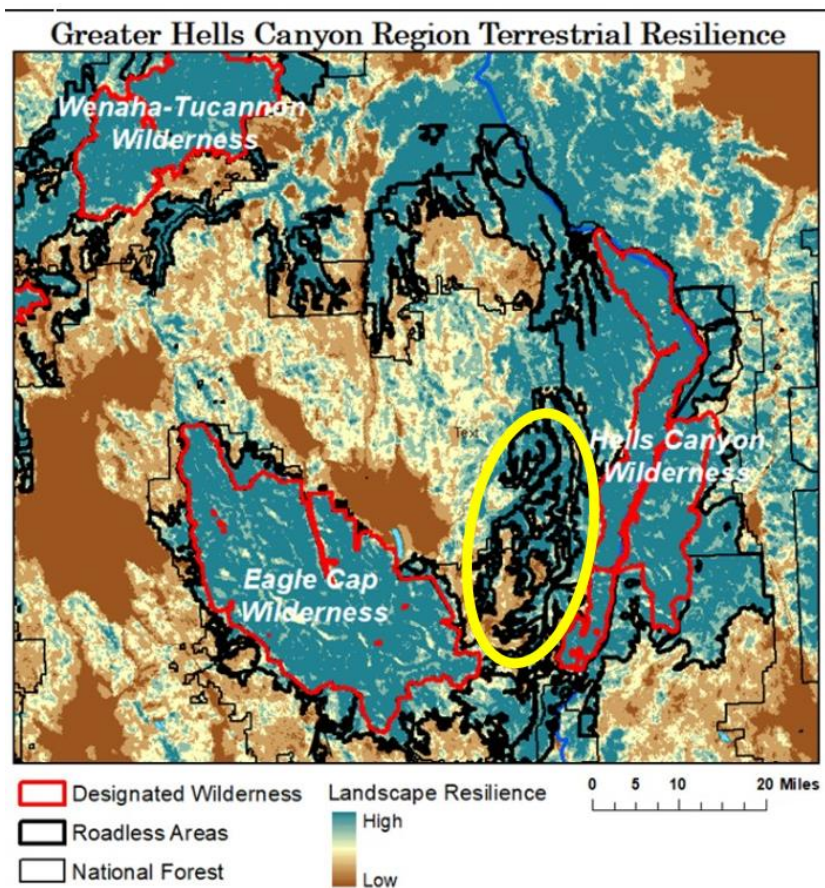 Greater Hells Canyon Region Terrestrial Resilience
Wenaha-Tucannon
Wilderness
Text
Hells Canyon
Wilderness
Eagle Cap
Wilderness
Designated Wilderness
Roadless Areas
National Forest
Landscape Resilience
High
Low
0 5 10 20 Miles